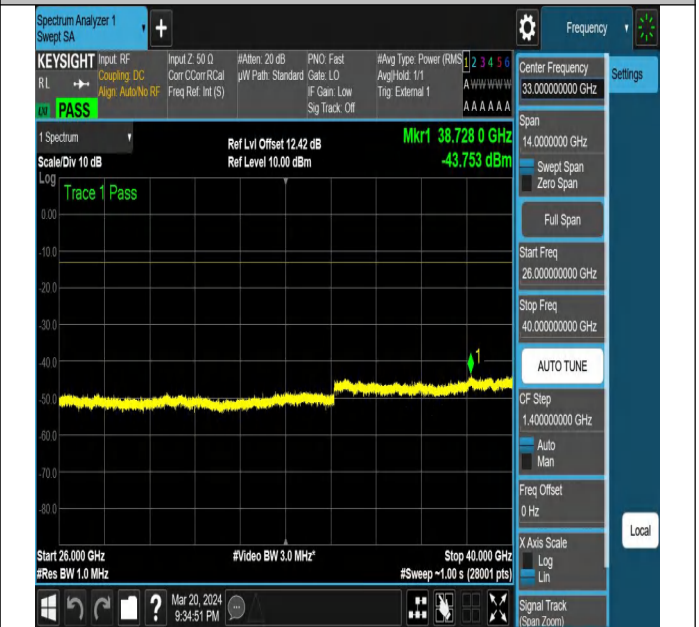 Spectrum Analyzer 1
Swept SA
+
Frequency
KEYSIGHT
RL
PASS
Input: RF
Coupling: DC
Align: Auto/No RF
Input Z: 50 Ω
Corr CCorr RCal
Freq Ref: Int (S)
#Atten: 20 dB
µW Path: Standard
PNO: Fast
Gate: LO
IF Gain: Low
Sig Track: Off
#Avg Type: Power (RMS
Avg|Hold: 1/1
Trig: External 1
1 2 3 4 5 6
A W W W W W
A A A A A A
1 Spectrum
Scale/Div 10 dB
Ref Lvl Offset 12.42 dB
Ref Level 10.00 dBm
Mkr1 38.728 0 GHz
-43.753 dBm
Log
Trace 1 Pass
0.00
-10.0
-20.0
-30.0
-40.0
-50.0
-60.0
-70.0
-80.0
1
Start 26.000 GHz
#Res BW 1.0 MHz
#Video BW 3.0 MHz*
Stop 40.000 GHz
#Sweep ~1.00 s (28001 pts)
?
Mar 20, 2024
9:34:51 PM
Center Frequency
33.000000000 GHz
Settings
Span
14.0000000 GHz
Swept Span
Zero Span
Full Span
Start Freq
26.000000000 GHz
Stop Freq
40.000000000 GHz
AUTO TUNE
CF Step
1.400000000 GHz
Auto
Man
Freq Offset
0 Hz
X Axis Scale
Log
Lin
Local
Signal Track
(Span Zoom)